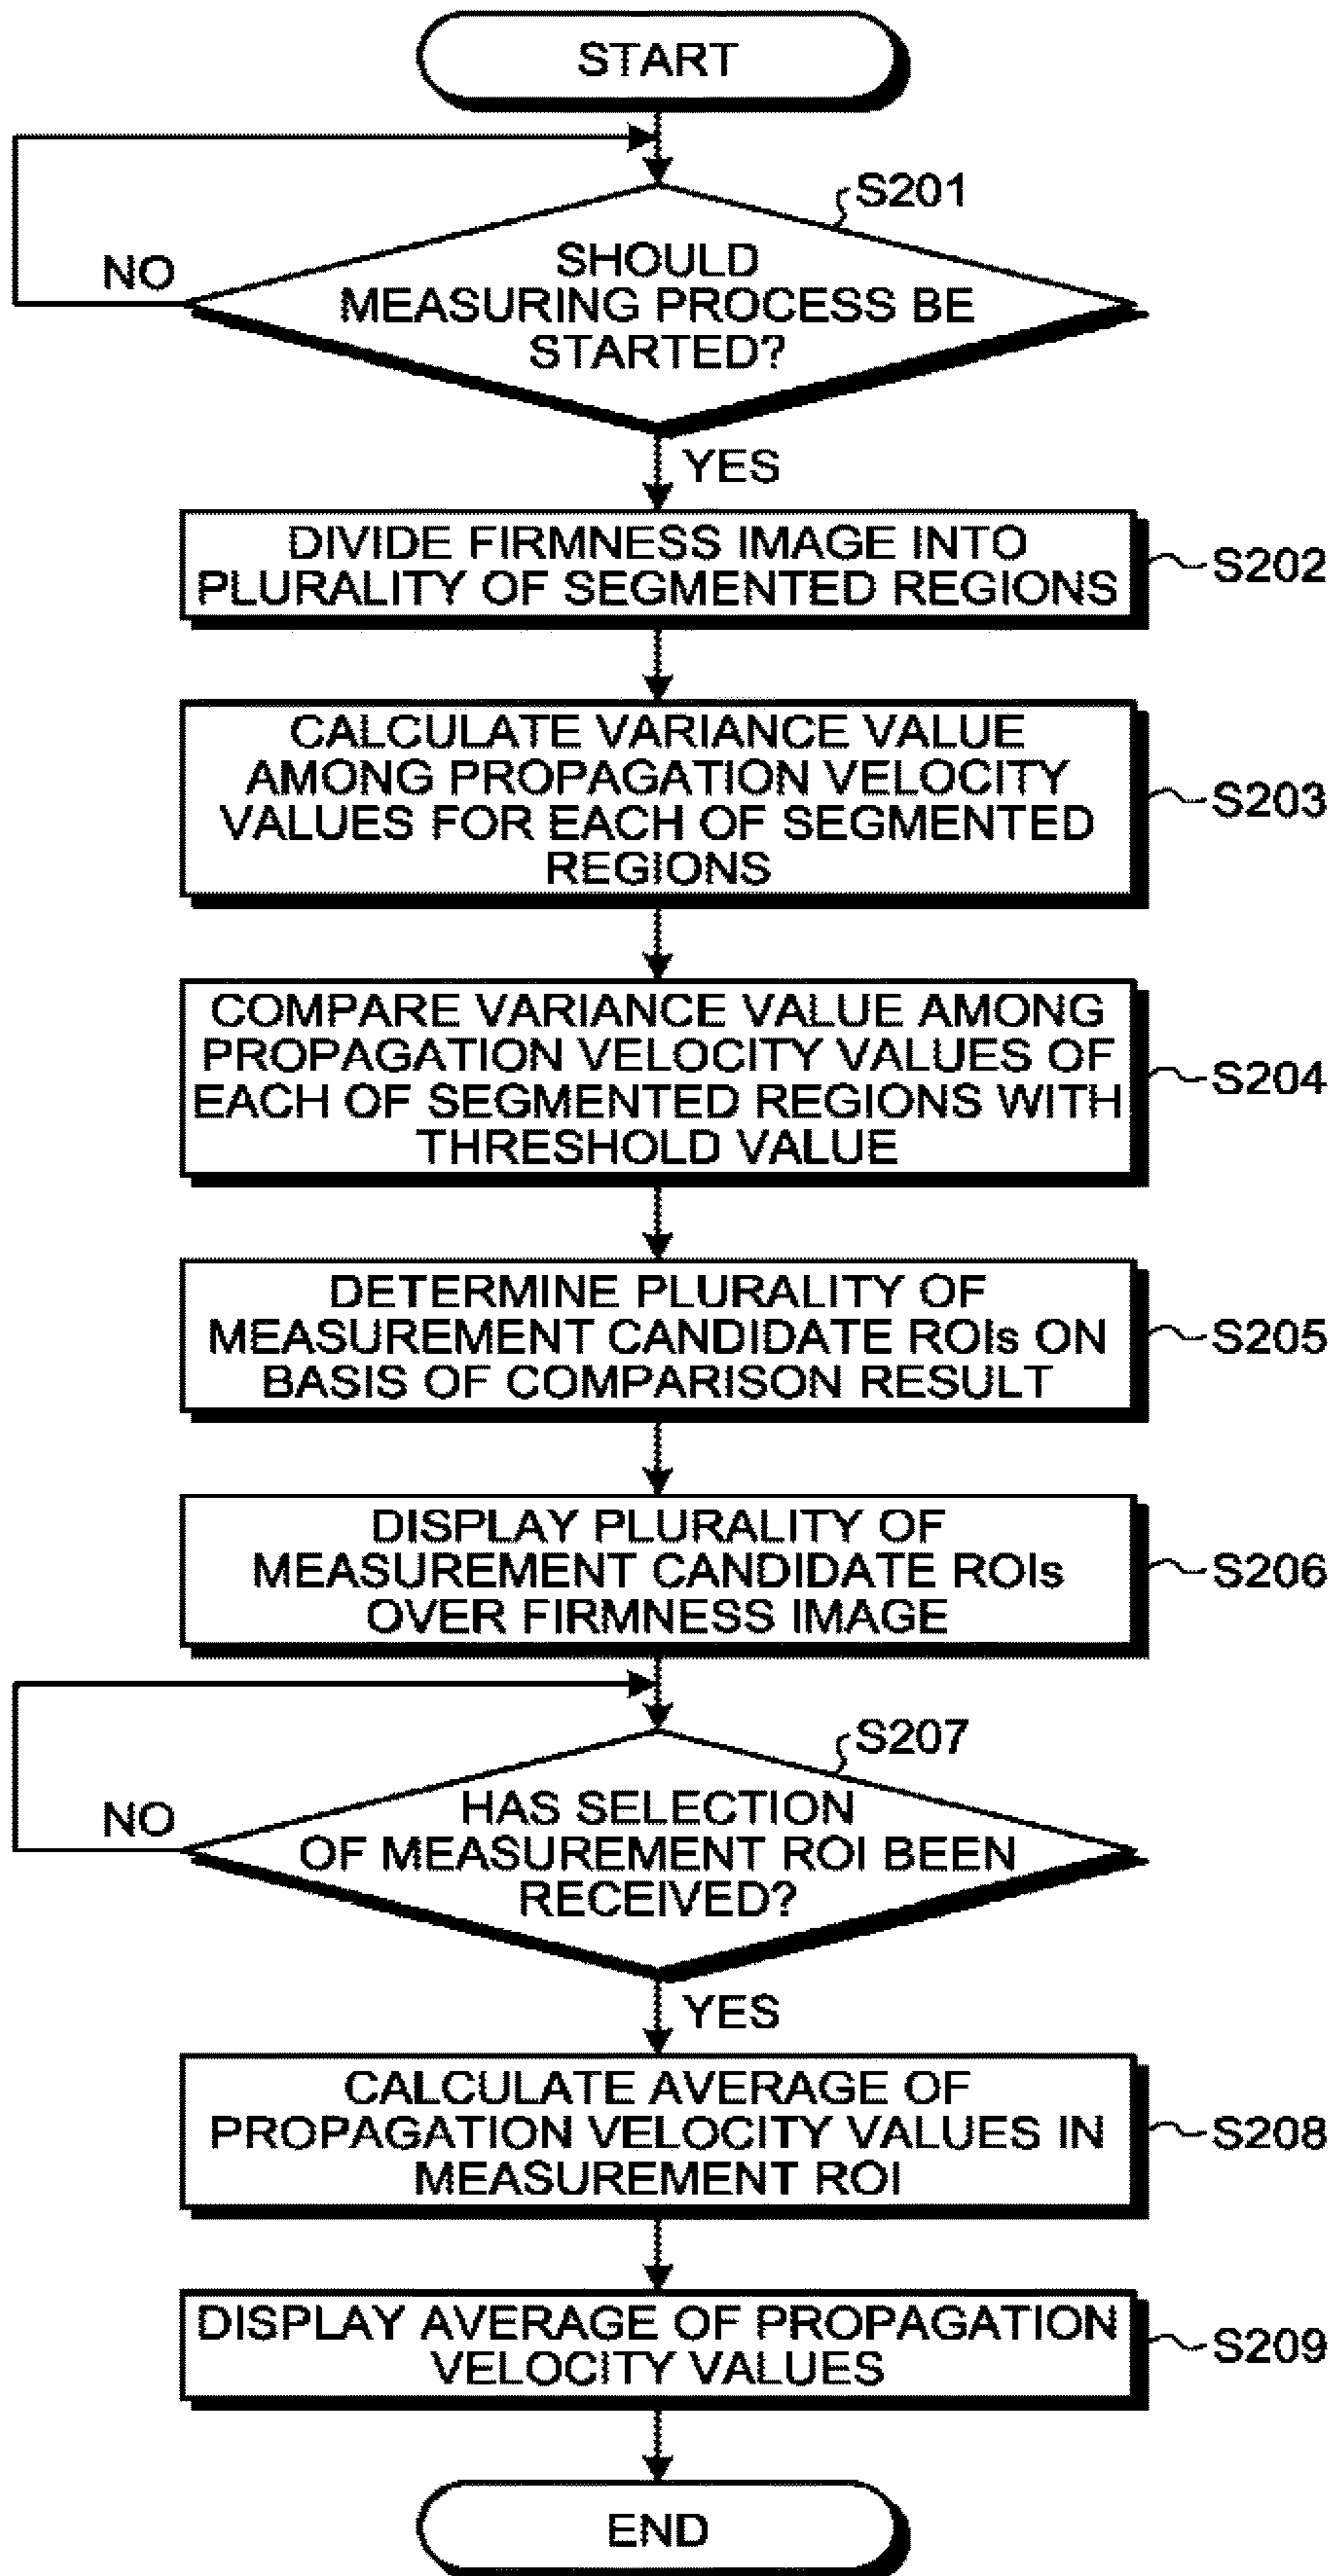 START
S201
SHOULD
MEASURING PROCESS BE
STARTED?
NO
YES
DIVIDE FIRMNESS IMAGE INTO
PLURALITY OF SEGMENTED REGIONS
S202
CALCULATE VARIANCE VALUE
AMONG PROPAGATION VELOCITY
VALUES FOR EACH OF SEGMENTED
REGIONS
S203
COMPARE VARIANCE VALUE AMONG
PROPAGATION VELOCITY VALUES OF
EACH OF SEGMENTED REGIONS WITH
THRESHOLD VALUE
S204
DETERMINE PLURALITY OF
MEASUREMENT CANDIDATE ROIs ON
BASIS OF COMPARISON RESULT
S205
DISPLAY PLURALITY OF
MEASUREMENT CANDIDATE ROIs
OVER FIRMNESS IMAGE
S206
S207
HAS SELECTION
OF MEASUREMENT ROI BEEN
RECEIVED?
NO
YES
CALCULATE AVERAGE OF
PROPAGATION VELOCITY VALUES IN
MEASUREMENT ROI
S208
DISPLAY AVERAGE OF PROPAGATION
VELOCITY VALUES
S209
END